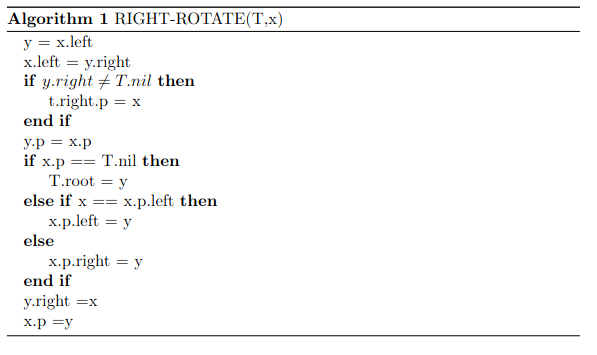 Algorithm 1 RIGHT-ROTATE(T,x)
y = x.left
x.left = y.right
if y.right ≠ T.nil then
t.right.p = x
end if
y.p = x.p
if x.p == T.nil then
T.root = y
else if x == x.p.left then
x.p.left = y
else
x.p.right = y
end if
y.right =x
x.p =y